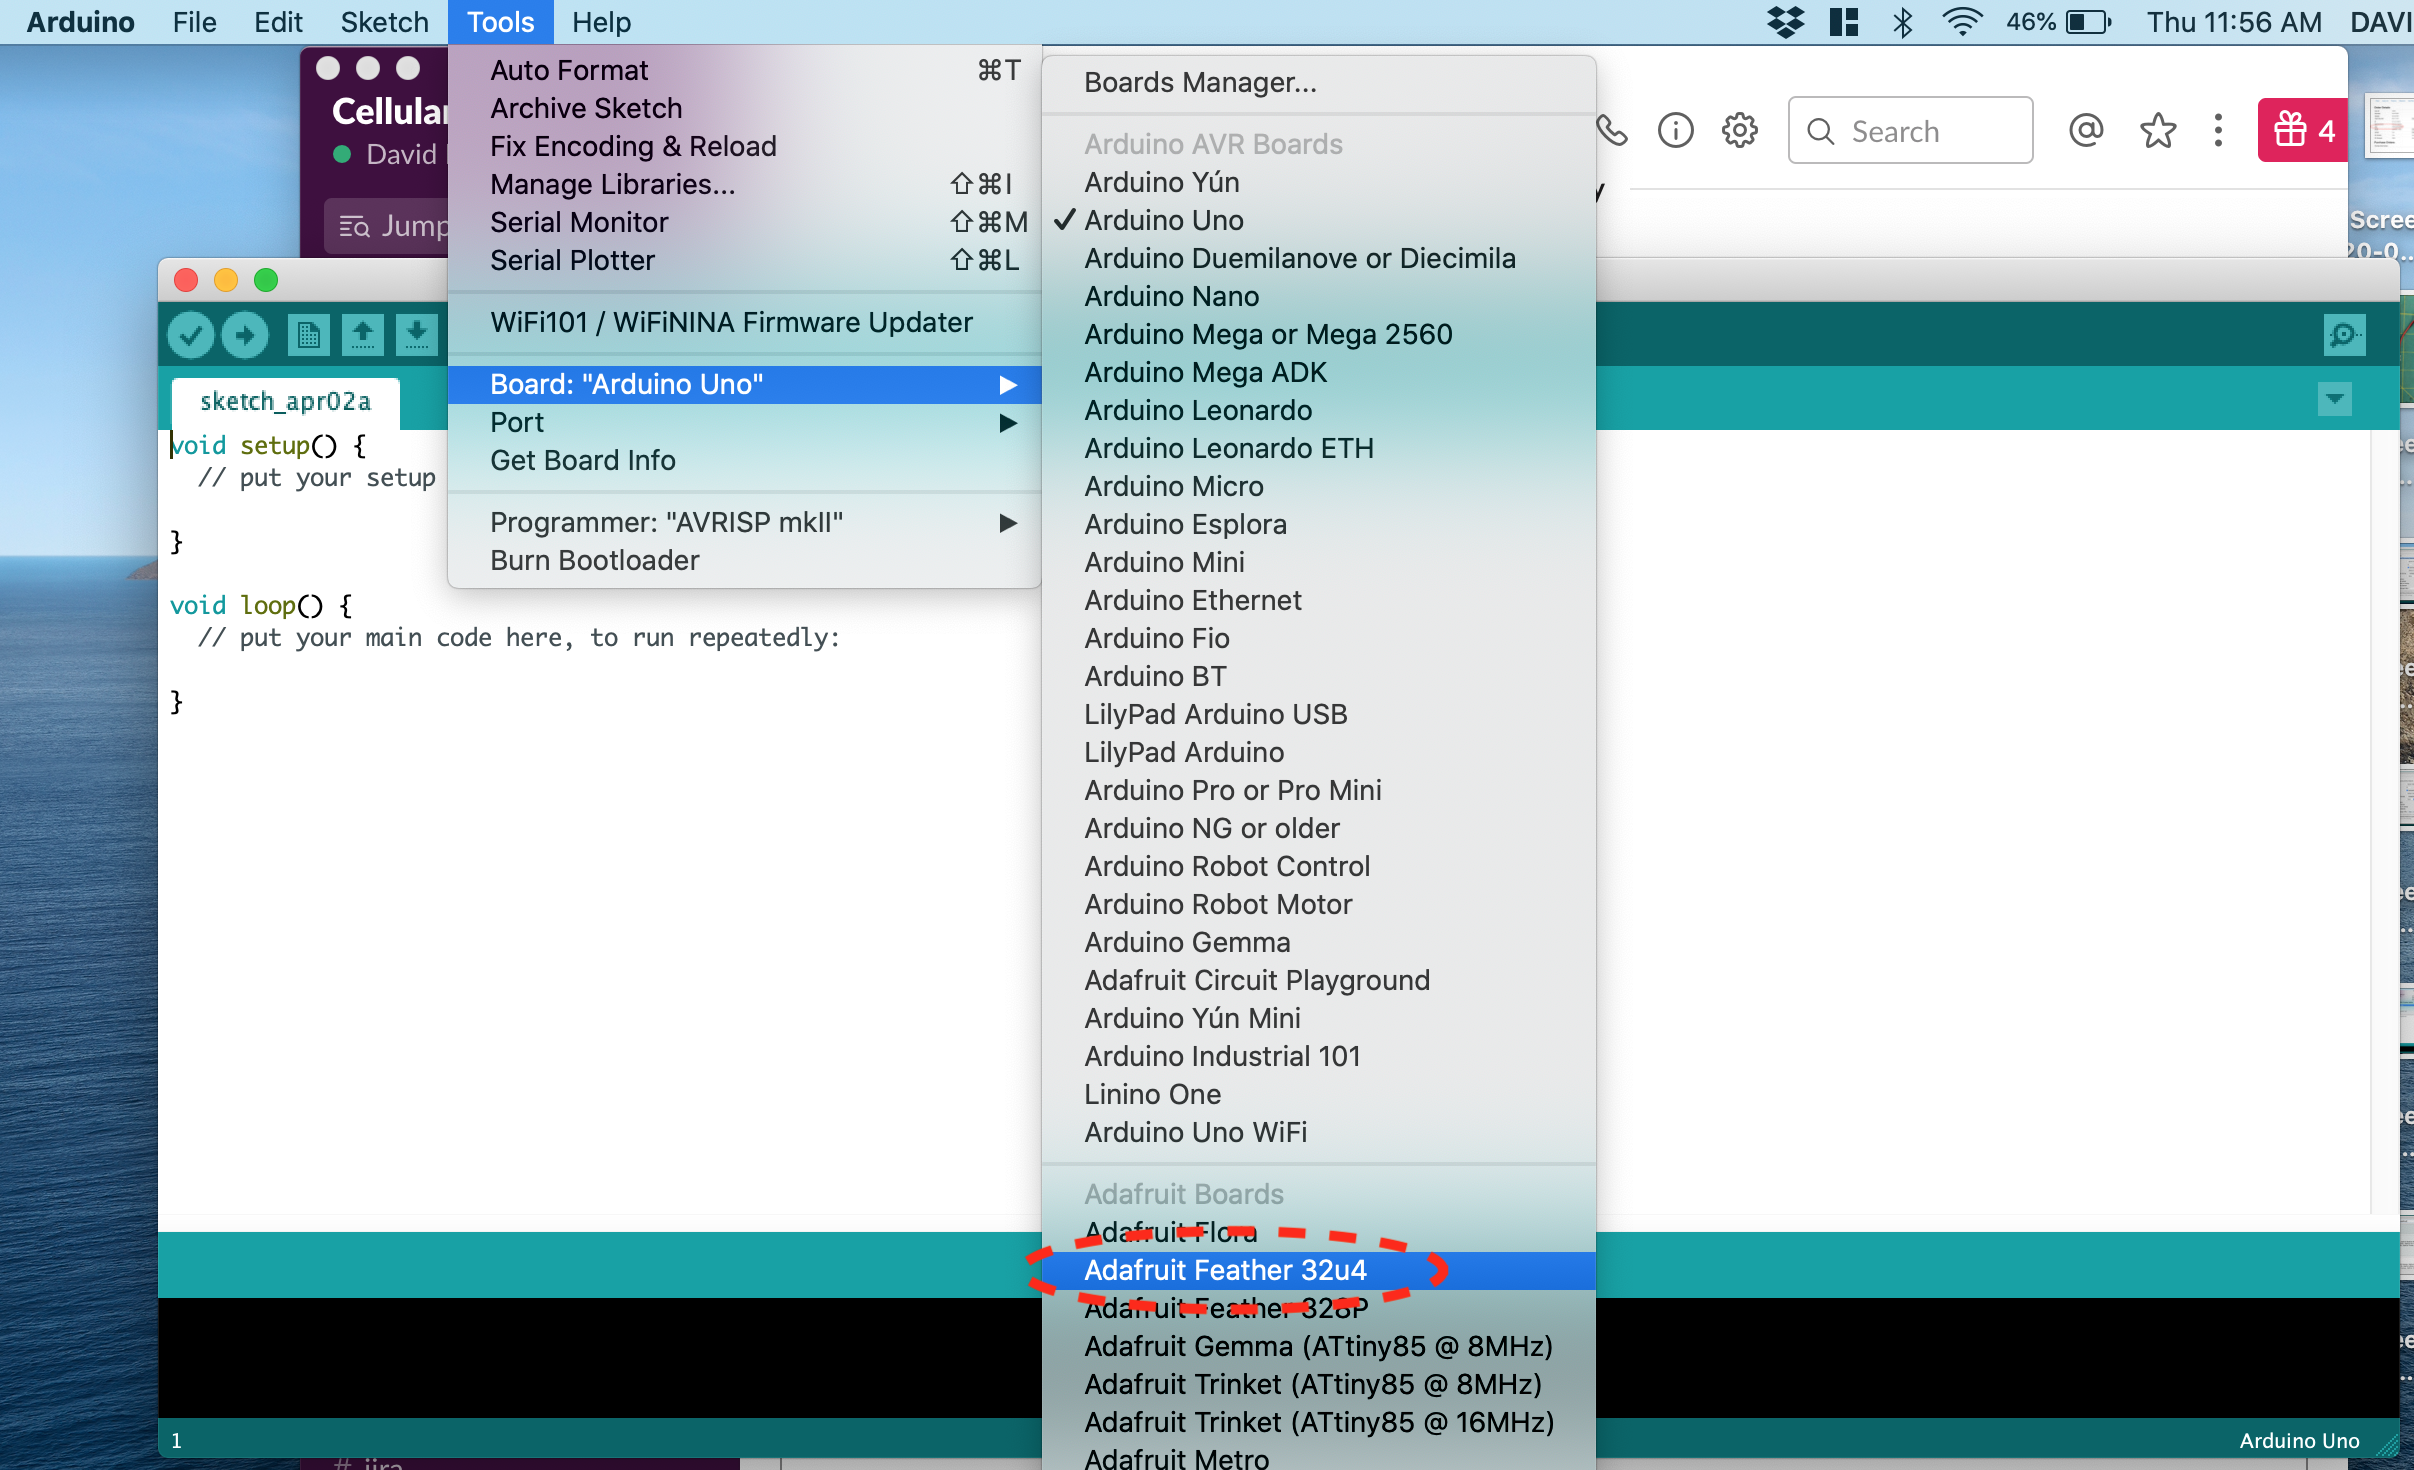 Arduino File Edit Sketch Tools Help 46% Thu 11:56 AM DAVI
Cellular
David
Jump
Auto Format ⌘T
Archive Sketch
Fix Encoding & Reload
Manage Libraries... ⇧⌘I
Serial Monitor ⇧⌘M
Serial Plotter ⇧⌘L
WiFi101 / WiFiNINA Firmware Updater
Board: "Arduino Uno"
Port
Get Board Info
Programmer: "AVRISP mkII"
Burn Bootloader
Boards Manager...
Arduino AVR Boards
Arduino Yún
✓ Arduino Uno
Arduino Duemilanove or Diecimila
Arduino Nano
Arduino Mega or Mega 2560
Arduino Mega ADK
Arduino Leonardo
Arduino Leonardo ETH
Arduino Micro
Arduino Esplora
Arduino Mini
Arduino Ethernet
Arduino Fio
Arduino BT
LilyPad Arduino USB
LilyPad Arduino
Arduino Pro or Pro Mini
Arduino NG or older
Arduino Robot Control
Arduino Robot Motor
Arduino Gemma
Adafruit Circuit Playground
Arduino Yún Mini
Arduino Industrial 101
Linino One
Arduino Uno WiFi
Adafruit Boards
Adafruit Flora
Adafruit Feather 32u4
Adafruit Feather 328P
Adafruit Gemma (ATtiny85 @ 8MHz)
Adafruit Trinket (ATtiny85 @ 8MHz)
Adafruit Trinket (ATtiny85 @ 16MHz)
Adafruit Metro
Search
@
4
y
Scree
20-0...
sketch_apr02a
void setup() {
// put your setup
}
void loop() {
// put your main code here, to run repeatedly:
}
1
Arduino Uno
# jira